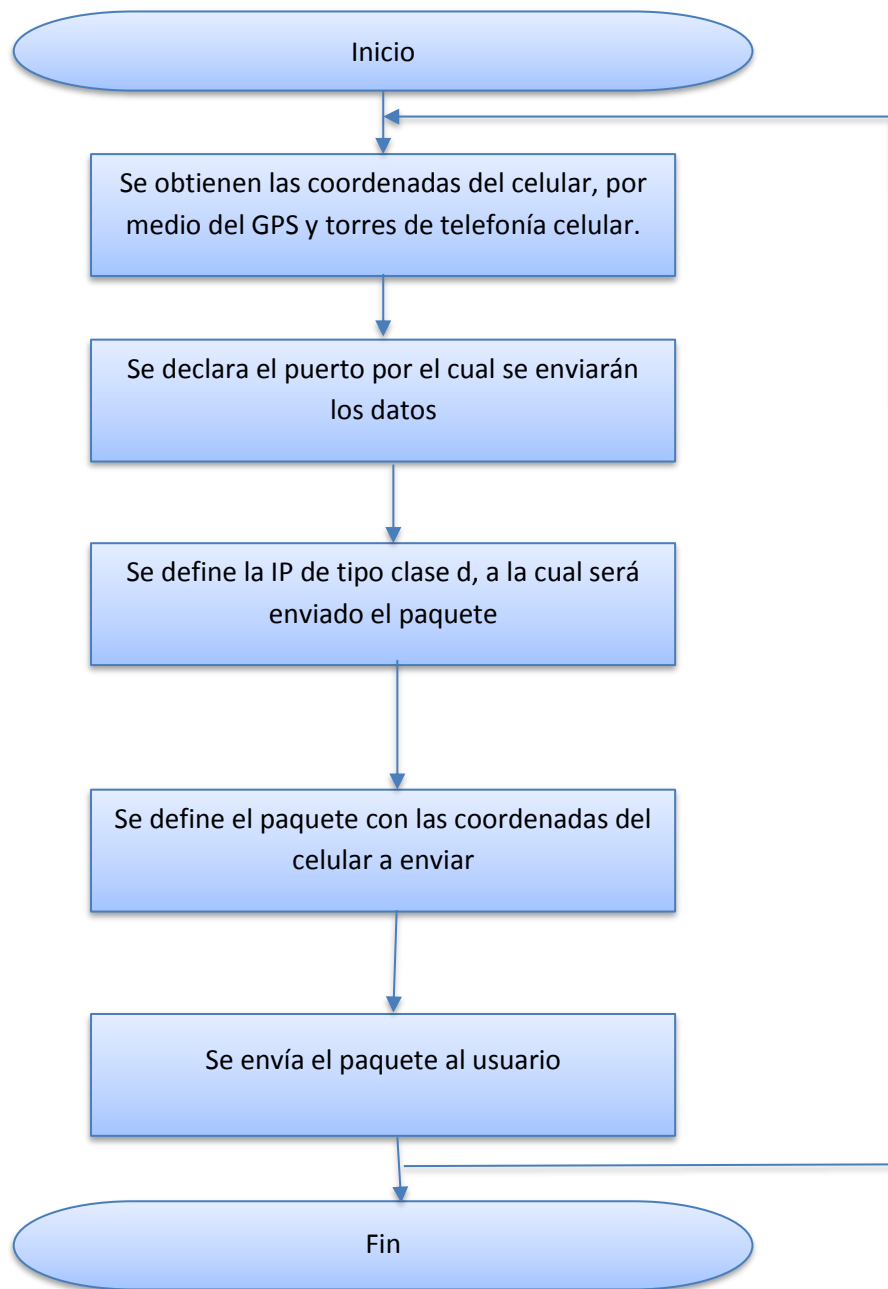 Inicio
Se obtienen las coordenadas del celular, por
medio del GPS y torres de telefonía celular.
Se declara el puerto por el cual se enviarán
los datos
Se define la IP de tipo clase d, a la cual será
enviado el paquete
Se define el paquete con las coordenadas del
celular a enviar
Se envía el paquete al usuario
Fin